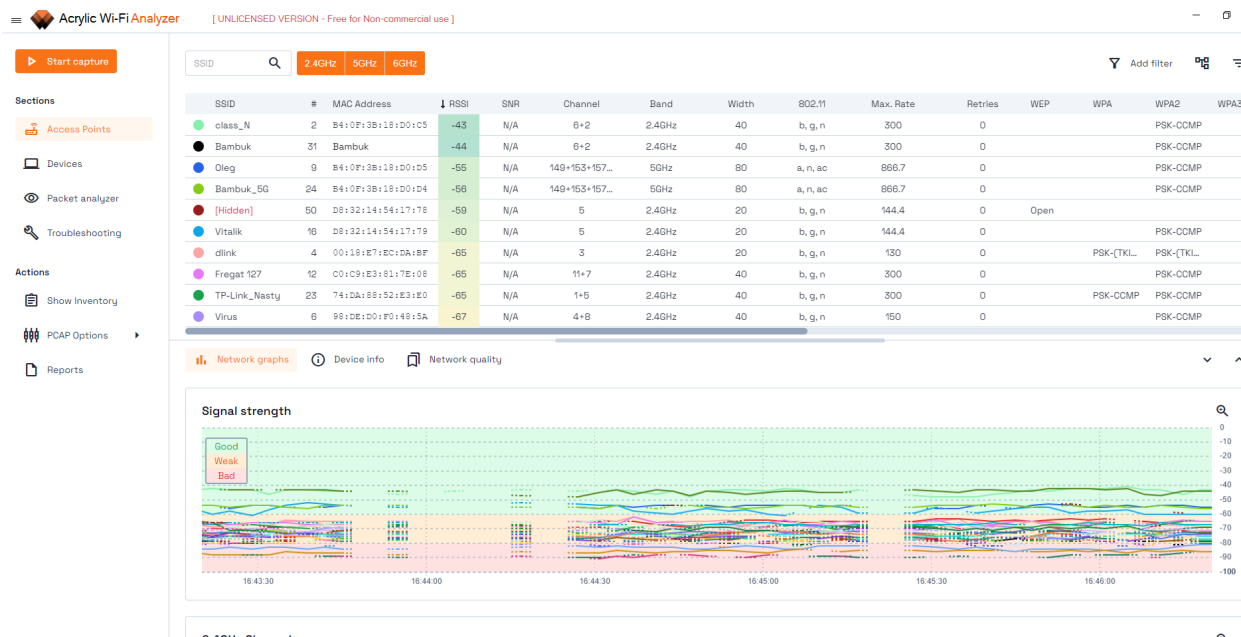 Acrylic Wi-Fi Analyzer [ UNLICENSED VERSION - Free for Non-commercial use ]
Start capture
Sections
Access Points
Devices
Packet analyzer
Troubleshooting
Actions
Show Inventory
PCAP Options
Reports
SSID 2.4GHz 5GHz 6GHz Add filter
SSID # MAC Address ↓ RSSI SNR Channel Band Width 802.11 Max. Rate Retries WEP WPA WPA2 WPA3
class_N 2 B4:0F:3B:18:D0:C5 -43 N/A 6+2 2.4GHz 40 b, g, n 300 0 PSK-CCMP
Bambuk 31 Bambuk -44 N/A 6+2 2.4GHz 40 b, g, n 300 0 PSK-CCMP
Oleg 9 B4:0F:3B:18:D0:D5 -55 N/A 149+153+157... 5GHz 80 a, n, ac 866.7 0 PSK-CCMP
Bambuk_5G 24 B4:0F:3B:18:D0:D4 -56 N/A 149+153+157... 5GHz 80 a, n, ac 866.7 0 PSK-CCMP
[Hidden] 50 D8:32:14:54:17:78 -59 N/A 5 2.4GHz 20 b, g, n 144.4 0 Open
Vitalik 16 D8:32:14:54:17:79 -60 N/A 5 2.4GHz 20 b, g, n 144.4 0 PSK-CCMP
dlink 4 00:18:E7:EC:DA:BF -65 N/A 3 2.4GHz 20 b, g, n 130 0 PSK-(TKI... PSK-(TKI...
Fregat 127 12 C0:C9:E3:81:7E:08 -65 N/A 11+7 2.4GHz 40 b, g, n 300 0 PSK-CCMP
TP-Link_Nasty 23 74:DA:88:52:E3:E0 -65 N/A 1+5 2.4GHz 40 b, g, n 300 0 PSK-CCMP PSK-CCMP
Virus 6 98:DE:D0:F0:48:5A -67 N/A 4+8 2.4GHz 40 b, g, n 150 0 PSK-CCMP
Network graphs Device info Network quality
Signal strength
Good
Weak
Bad
0
-10
-20
-30
-40
-50
-60
-70
-80
-90
-100
16:43:30 16:44:00 16:44:30 16:45:00 16:45:30 16:46:00